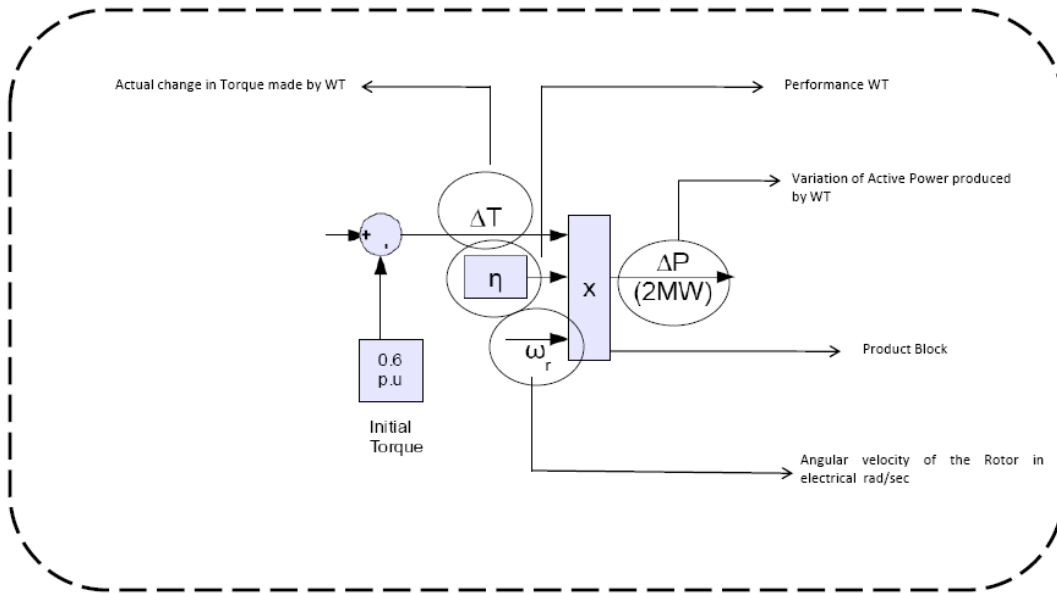 Actual change in Torque made by WT
Performance WT
Variation of Active Power produced
by WT
+
ΔT
η
x
ΔP
(2MW)
ω_r
Product Block
0.6
p.u
Initial
Torque
Angular velocity of the Rotor in
electrical rad/sec